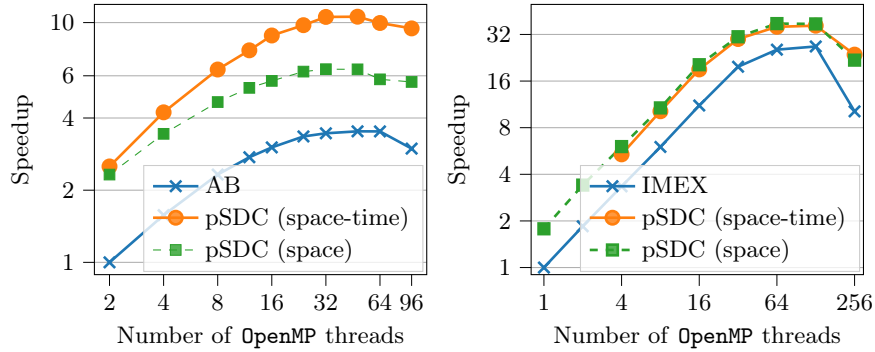 10
6
4
2
1
Speedup
AB
pSDC (space-time)
pSDC (space)
2 4 8 16 32 64 96
Number of OpenMP threads
32
16
8
4
2
1
Speedup
IMEX
pSDC (space-time)
pSDC (space)
1 4 16 64 256
Number of OpenMP threads